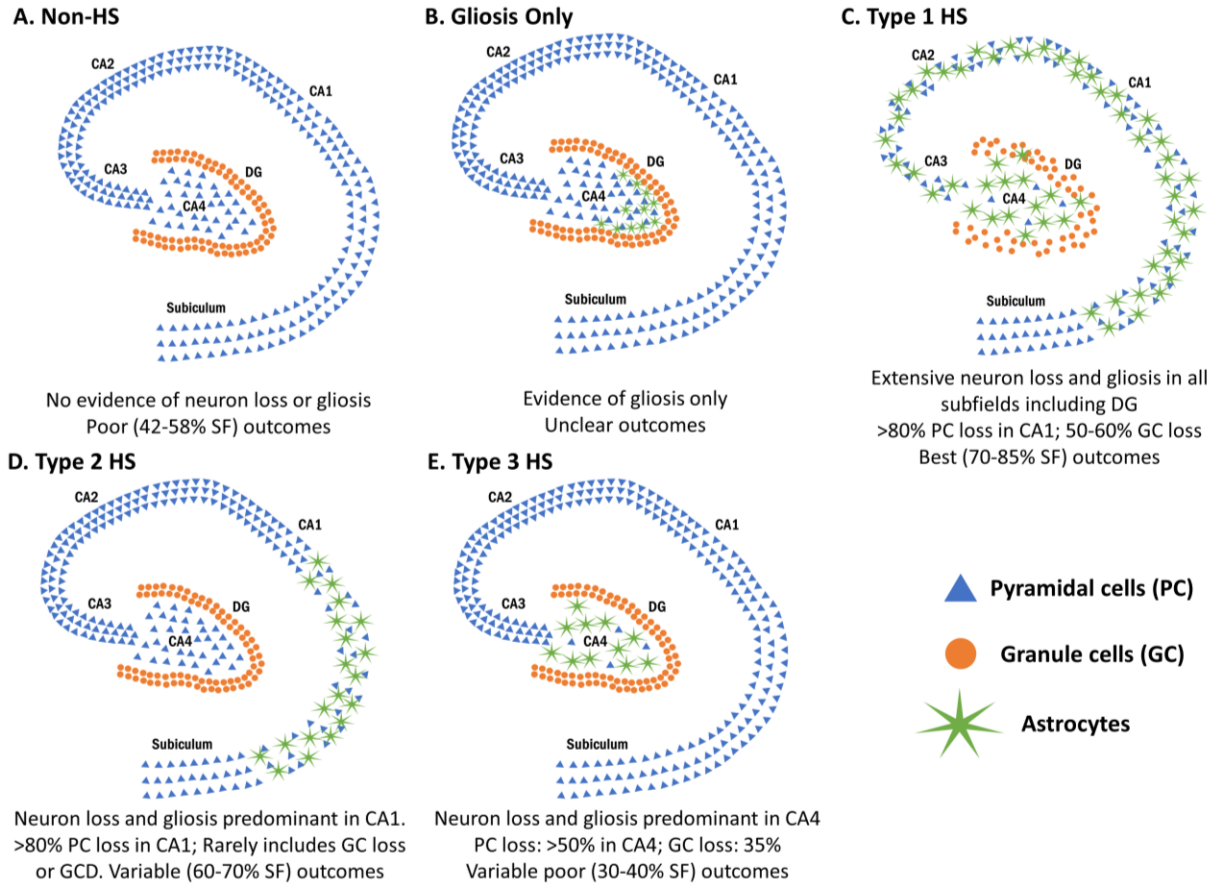 A. Non-HS
CA2
CA1
CA3
DG
CA4
Subiculum
No evidence of neuron loss or gliosis
Poor (42-58% SF) outcomes
B. Gliosis Only
CA2
CA1
CA3
DG
CA4
Subiculum
Evidence of gliosis only
Unclear outcomes
C. Type 1 HS
CA2
CA1
CA3
DG
CA4
Subiculum
Extensive neuron loss and gliosis in all
subfields including DG
>80% PC loss in CA1; 50-60% GC loss
Best (70-85% SF) outcomes
D. Type 2 HS
CA2
CA1
CA3
DG
CA4
Subiculum
Neuron loss and gliosis predominant in CA1.
>80% PC loss in CA1; Rarely includes GC loss
or GCD. Variable (60-70% SF) outcomes
E. Type 3 HS
CA2
CA1
CA3
DG
CA4
Subiculum
Neuron loss and gliosis predominant in CA4
PC loss: >50% in CA4; GC loss: 35%
Variable poor (30-40% SF) outcomes
Pyramidal cells (PC)
Granule cells (GC)
Astrocytes